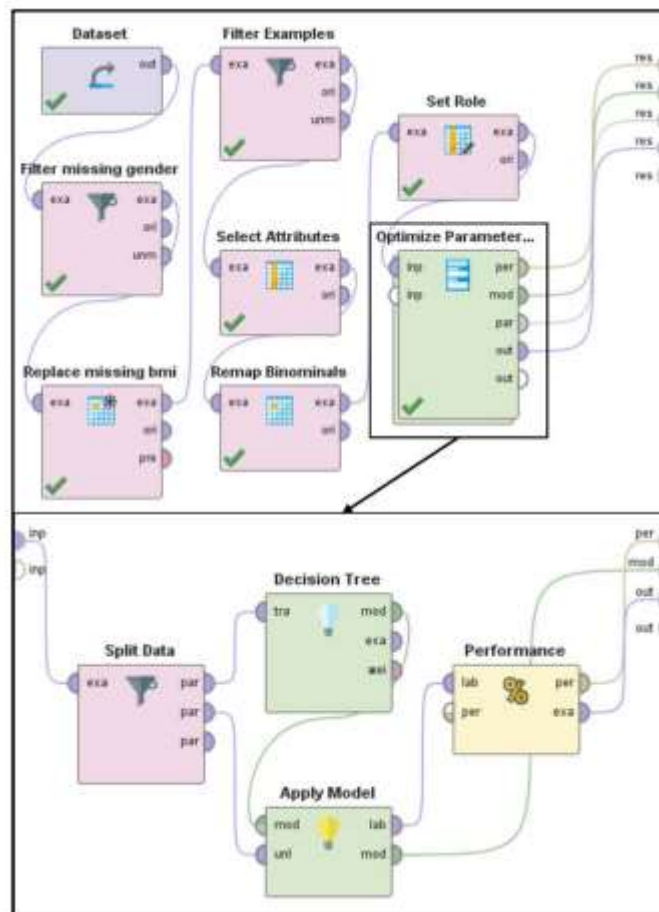 Dataset
out
Filter Examples
exa exa
ori
unm
res
res
res
res
res
Set Role
exa exa
ori
Filter missing gender
exa exa
ori
unm
Select Attributes
exa exa
ori
Optimize Parameter...
inp per
inp mod
par
out
out
Replace missing bmi
exa exa
ori
pre
Remap Binominals
exa exa
ori
inp
inp
per
mod
out
out
Decision Tree
tra mod
exa
Split Data
exa par
par
par
Performance
lab per
per exa
Apply Model
mod lab
unl mod